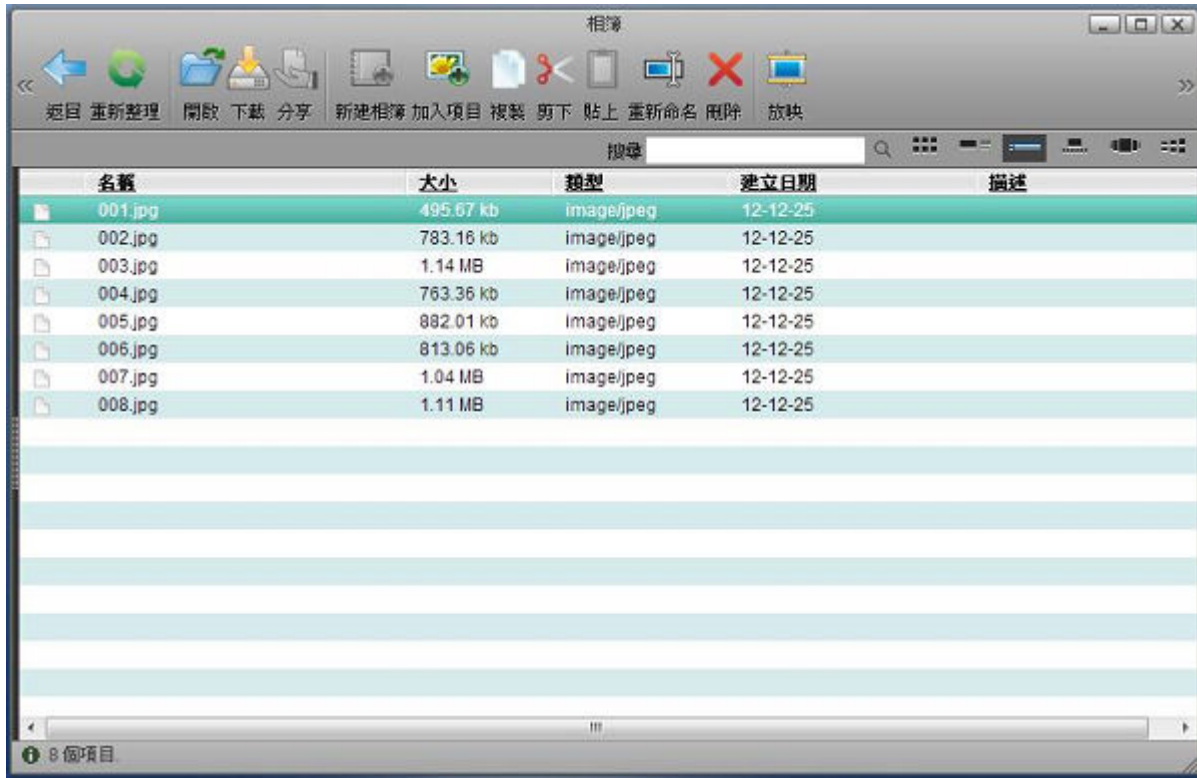 相簿
返回 重新整理 開啟 下載 分享 新建相簿 加入項目 複製 剪下 貼上 重新命名 刪除 放映
搜尋
名稱 大小 類型 建立日期 描述
001.jpg 495.67 kb image/jpeg 12-12-25
002.jpg 783.16 kb image/jpeg 12-12-25
003.jpg 1.14 MB image/jpeg 12-12-25
004.jpg 763.36 kb image/jpeg 12-12-25
005.jpg 882.01 kb image/jpeg 12-12-25
006.jpg 813.06 kb image/jpeg 12-12-25
007.jpg 1.04 MB image/jpeg 12-12-25
008.jpg 1.11 MB image/jpeg 12-12-25
8 個項目.